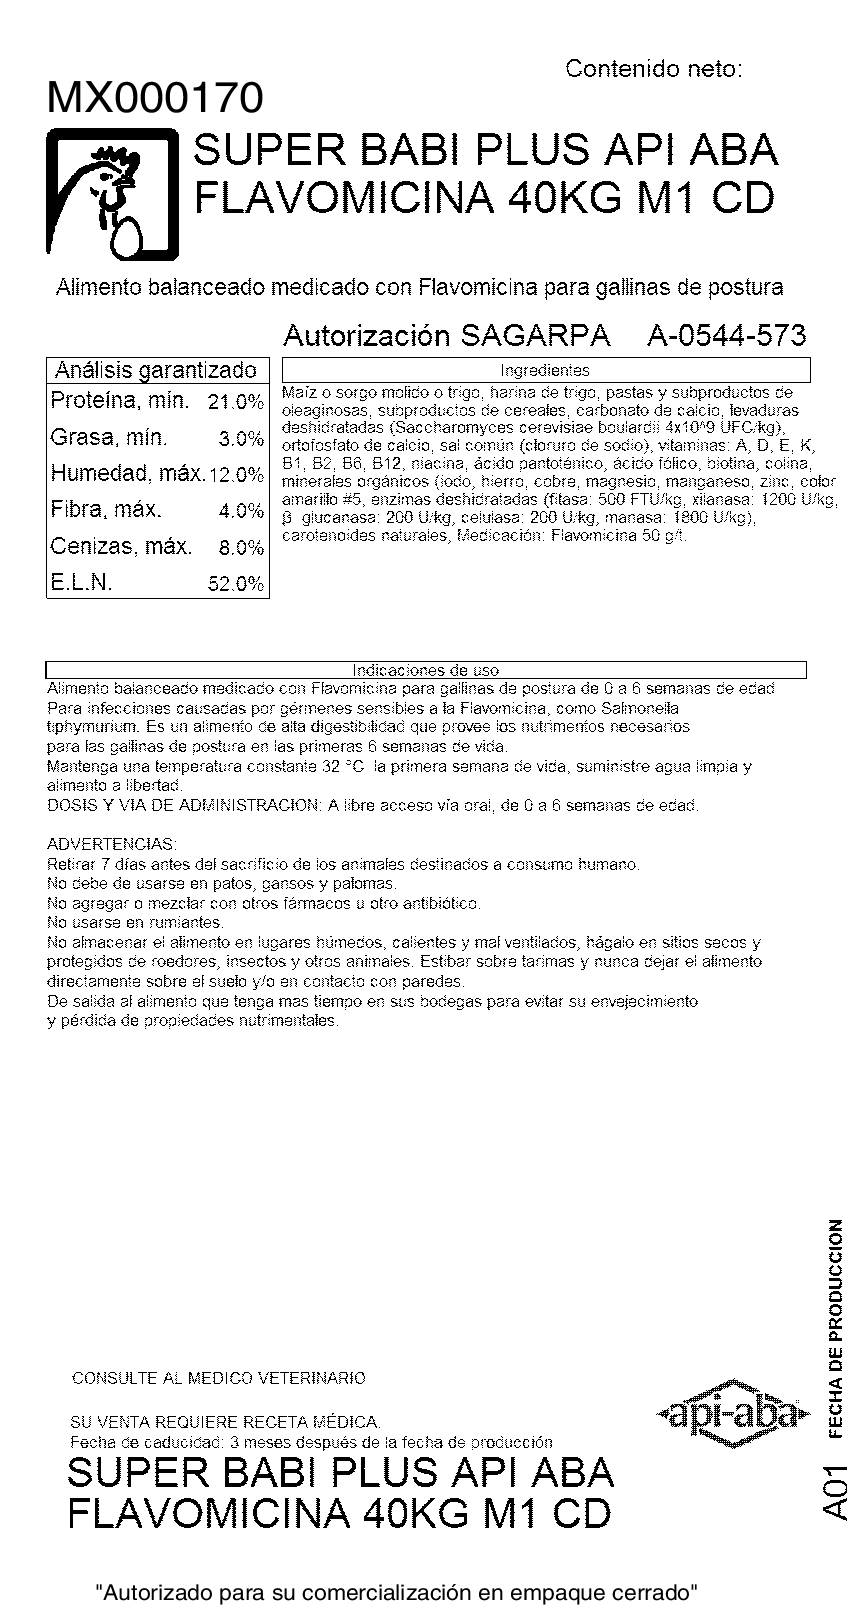 Contenido neto:
MX000170
SUPER BABI PLUS API ABA
FLAVOMICINA 40KG M1 CD
Alimento balanceado medicado con Flavomicina para gallinas de postura
Autorización SAGARPA A-0544-573
Análisis garantizado
Proteína, mín. 21.0%
Grasa, mín. 3.0%
Humedad, máx. 12.0%
Fibra, máx. 4.0%
Cenizas, máx. 8.0%
E.L.N. 52.0%
Ingredientes
Maíz o sorgo molido o trigo, harina de trigo, pastas y subproductos de
oleaginosas, subproductos de cereales, carbonato de calcio, levaduras
deshidratadas (Saccharomyces cerevisiae boulardii 4x10^9 UFC/kg),
ortofosfato de calcio, sal común (cloruro de sodio), vitaminas: A, D, E, K,
B1, B2, B6, B12, niacina, ácido pantoténico, ácido fólico, biotina, colina,
minerales orgánicos (iodo, hierro, cobre, magnesio, manganeso, zinc, color
amarillo #5, enzimas deshidratadas (fitasa: 500 FTU/kg, xilanasa: 1200 U/kg,
β glucanasa: 200 U/kg, celulasa: 200 U/kg, manasa: 1800 U/kg),
carotenoides naturales, Medicación: Flavomicina 50 g/t.
Indicaciones de uso
Alimento balanceado medicado con Flavomicina para gallinas de postura de 0 a 6 semanas de edad
Para infecciones causadas por gérmenes sensibles a la Flavomicina, como Salmonella
tiphymurium. Es un alimento de alta digestibilidad que provee los nutrimentos necesarios
para las gallinas de postura en las primeras 6 semanas de vida.
Mantenga una temperatura constante 32 °C la primera semana de vida, suministre agua limpia y
alimento a libertad.
DOSIS Y VIA DE ADMINISTRACION: A libre acceso vía oral, de 0 a 6 semanas de edad.
ADVERTENCIAS:
Retirar 7 días antes del sacrificio de los animales destinados a consumo humano.
No debe de usarse en patos, gansos y palomas.
No agregar o mezclar con otros fármacos u otro antibiótico.
No usarse en rumiantes.
No almacenar el alimento en lugares húmedos, calientes y mal ventilados, hágalo en sitios secos y
protegidos de roedores, insectos y otros animales. Estibar sobre tarimas y nunca dejar el alimento
directamente sobre el suelo y/o en contacto con paredes.
De salida al alimento que tenga mas tiempo en sus bodegas para evitar su envejecimiento
y pérdida de propiedades nutrimentales.
FECHA DE PRODUCCION
A01
CONSULTE AL MEDICO VETERINARIO
api-aba
SU VENTA REQUIERE RECETA MÉDICA.
Fecha de caducidad: 3 meses después de la fecha de producción
SUPER BABI PLUS API ABA
FLAVOMICINA 40KG M1 CD
"Autorizado para su comercialización en empaque cerrado"